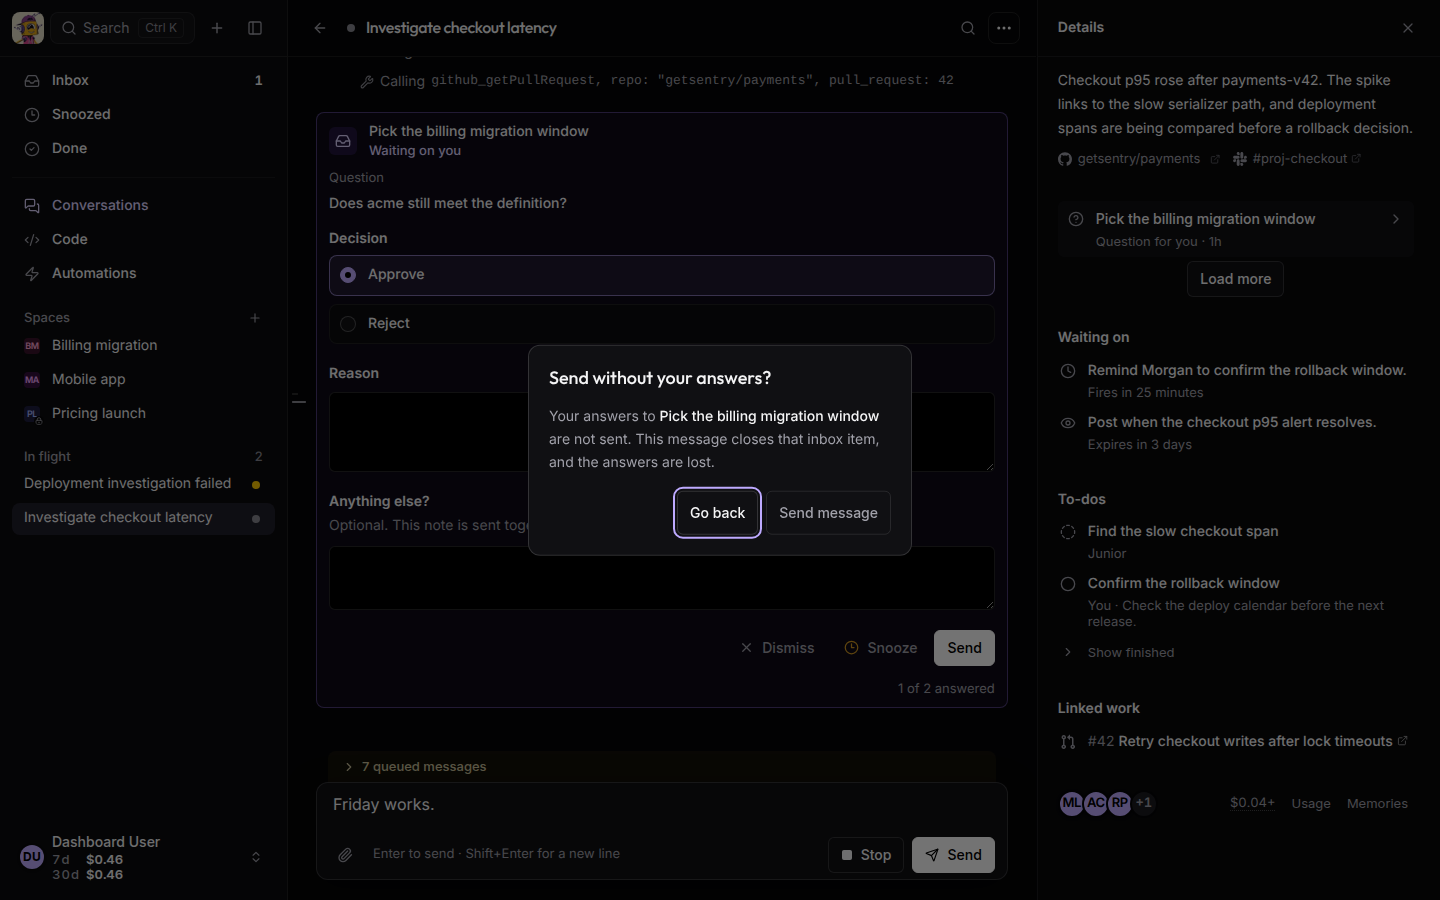 Search
Ctrl K
Inbox
1
Snoozed
Done
Conversations
Code
Automations
Spaces
BM
Billing migration
MA
Mobile app
PL
Pricing launch
In flight
2
Deployment investigation failed
Investigate checkout latency
DU
Dashboard User
7d $0.46
30d $0.46
Investigate checkout latency
Calling github_getPullRequest, repo: "getsentry/payments", pull_request: 42
Pick the billing migration window
Waiting on you
Question
Does acme still meet the definition?
Decision
Approve
Reject
Reason
Anything else?
Optional. This note is sent
Dismiss
Snooze
Send
1 of 2 answered
Send without your answers?
Your answers to Pick the billing migration window
are not sent. This message closes that inbox item,
and the answers are lost.
Go back
Send message
7 queued messages
Friday works.
Enter to send · Shift+Enter for a new line
Stop
Send
Details
Checkout p95 rose after payments-v42. The spike
links to the slow serializer path, and deployment
spans are being compared before a rollback decision.
getsentry/payments
#proj-checkout
Pick the billing migration window
Question for you · 1h
Load more
Waiting on
Remind Morgan to confirm the rollback window.
Fires in 25 minutes
Post when the checkout p95 alert resolves.
Expires in 3 days
To-dos
Find the slow checkout span
Junior
Confirm the rollback window
You · Check the deploy calendar before the next
release.
Show finished
Linked work
#42 Retry checkout writes after lock timeouts
ML
AC
RP
+1
$0.04+
Usage
Memories